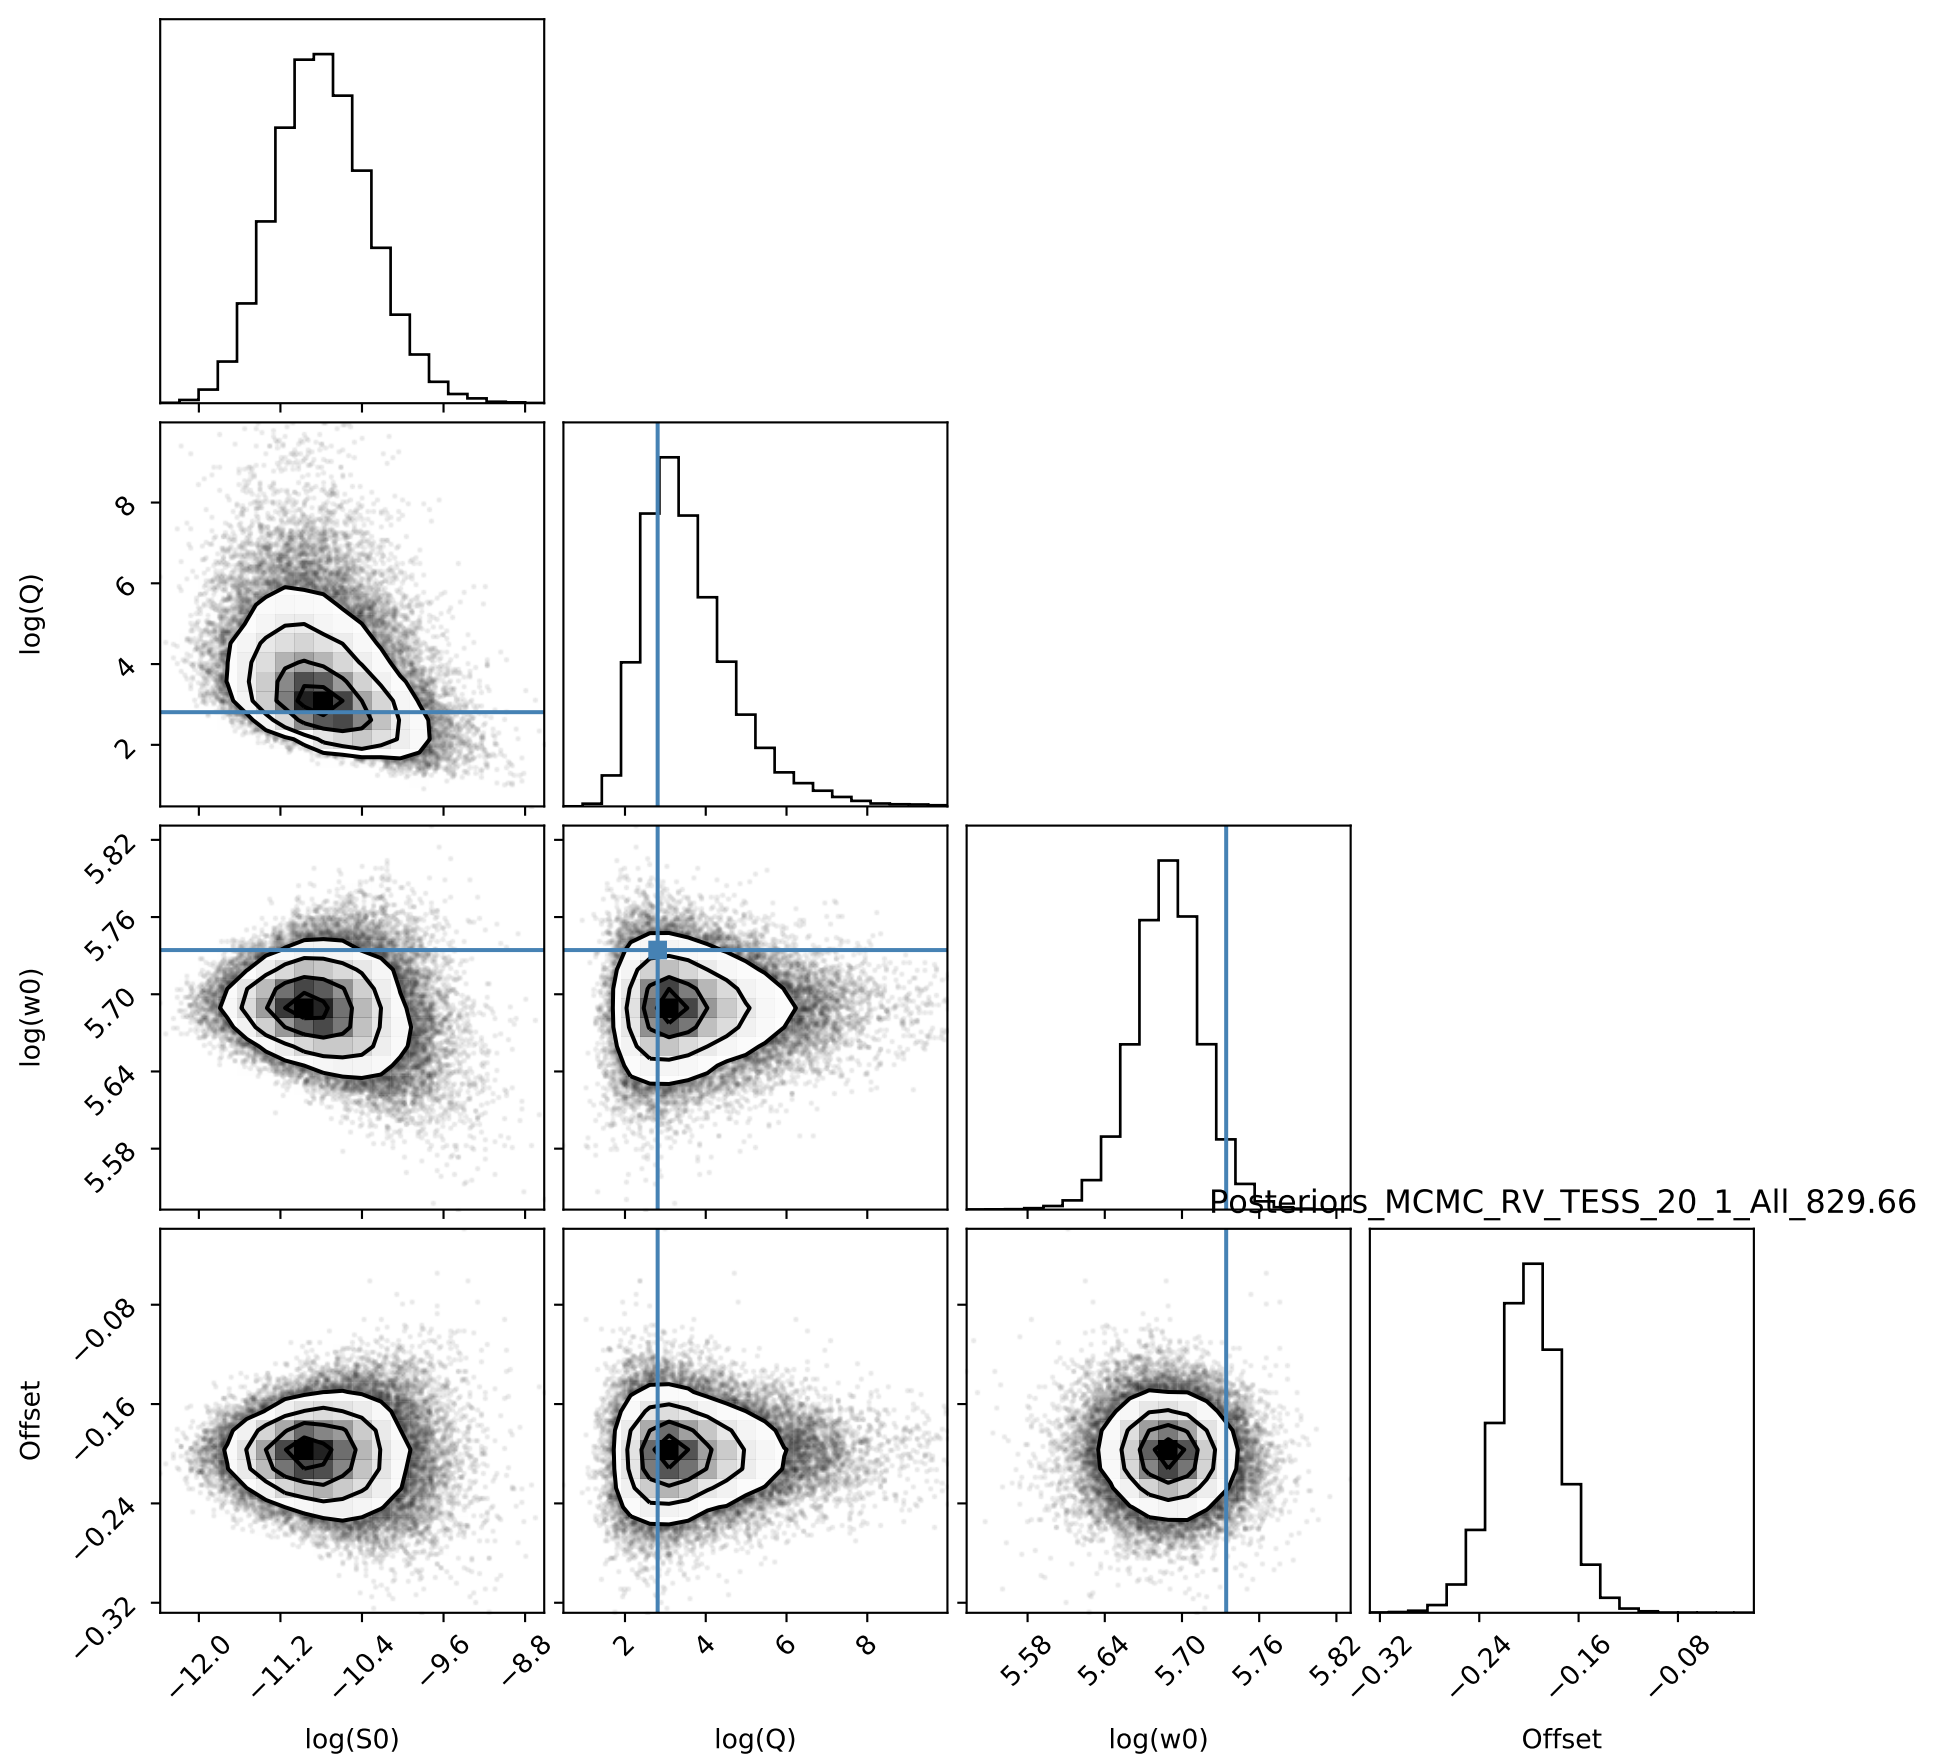 log(Q)
8
6
4
2
log(w0)
5.82
5.76
5.70
5.64
5.58
Posteriors_MCMC_RV_TESS_20_1_All_829.66
Offset
−0.08
−0.16
−0.24
−0.32
−12.0 −11.2 −10.4 −9.6 −8.8
2 4 6 8
5.58 5.64 5.70 5.76 5.82
−0.32 −0.24 −0.16 −0.08
log(S0)
log(Q)
log(w0)
Offset